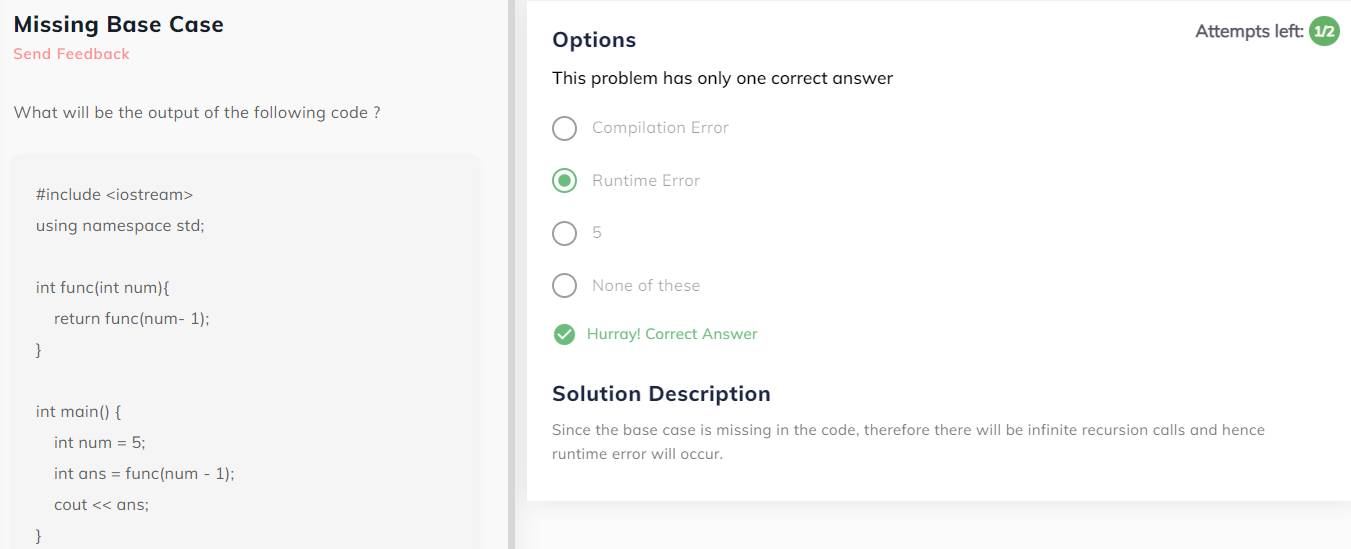 Missing Base Case
Send Feedback
What will be the output of the following code ?
#include <iostream>
using namespace std;
int func(int num){
return func(num- 1);
}
int main() {
int num = 5;
int ans = func(num - 1);
cout << ans;
}
Attempts left: 1/2
Options
This problem has only one correct answer
Compilation Error
Runtime Error
5
None of these
Hurray! Correct Answer
Solution Description
Since the base case is missing in the code, therefore there will be infinite recursion calls and hence
runtime error will occur.